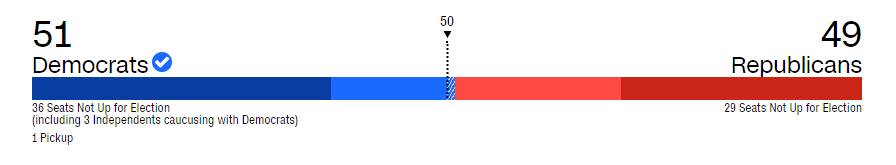 50
51
49
Democrats
Republicans
36 Seats Not Up for Election
(including 3 Independents caucusing with Democrats)
29 Seats Not Up for Election
1 Pickup